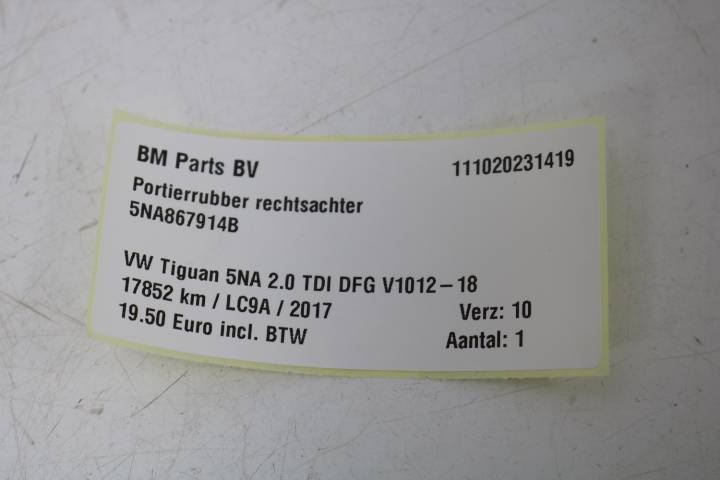 BM Parts BV 111020231419
Portierrubber rechtsachter
5NA867914B
VW Tiguan 5NA 2.0 TDI DFG V1012-18
17852 km / LC9A / 2017 Verz: 10
19.50 Euro incl. BTW Aantal: 1